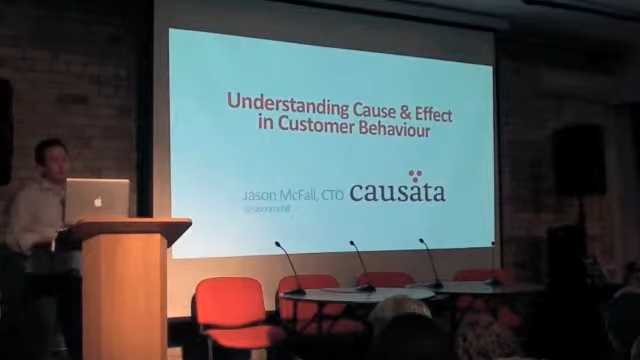 Understanding Cause & Effect
in Customer Behaviour
Jason McFall, CTO causata